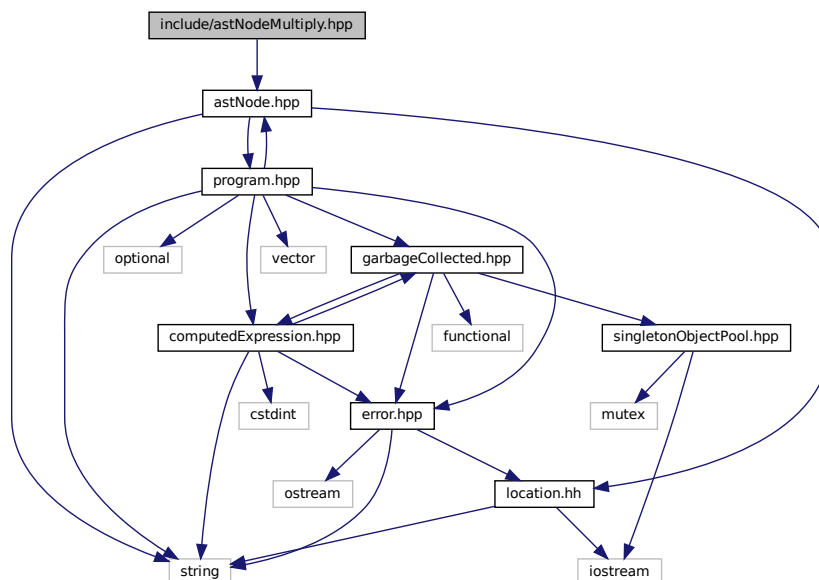 include/astNodeMultiply.hpp
astNode.hpp
program.hpp
optional
vector
garbageCollected.hpp
computedExpression.hpp
functional
singletonObjectPool.hpp
cstdint
error.hpp
mutex
ostream
location.hh
string
iostream